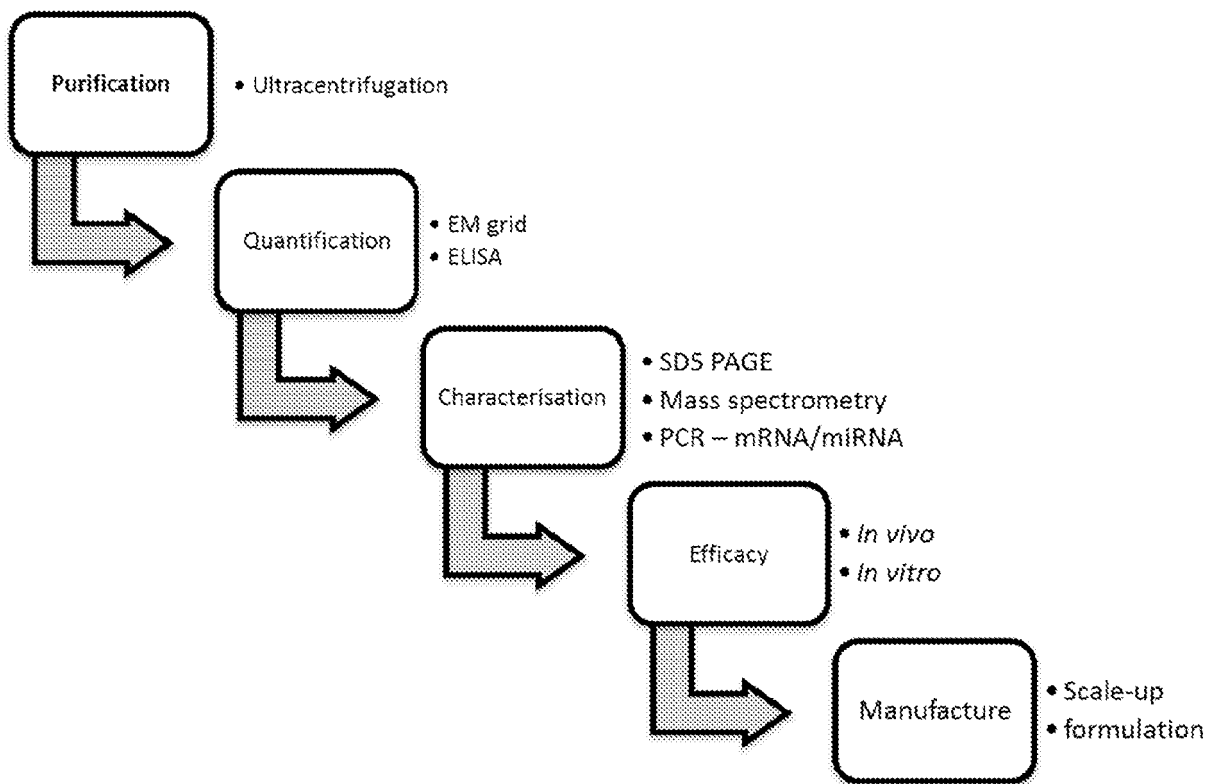 Purification
• Ultracentrifugation
Quantification
• EM grid
• ELISA
Characterisation
• SDS PAGE
• Mass spectrometry
• PCR – mRNA/miRNA
Efficacy
• In vivo
• In vitro
Manufacture
• Scale-up
• formulation